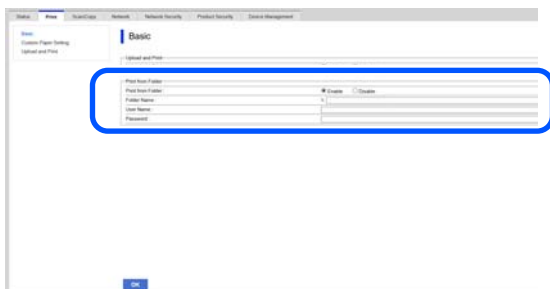 Status Print Scan/Copy Network Network Security Product Security Device Management
Basic
Basic
Custom Paper Setting
Upload and Print
Upload and Print
Print from Folder
Print from Folder : Enable Disable
Folder Name : \\
User Name :
Password :
OK